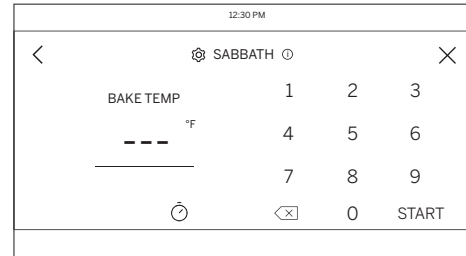 12:30 PM
SABBATH
BAKE TEMP
1 2 3
°F
– – –
4 5 6
7 8 9
0 START